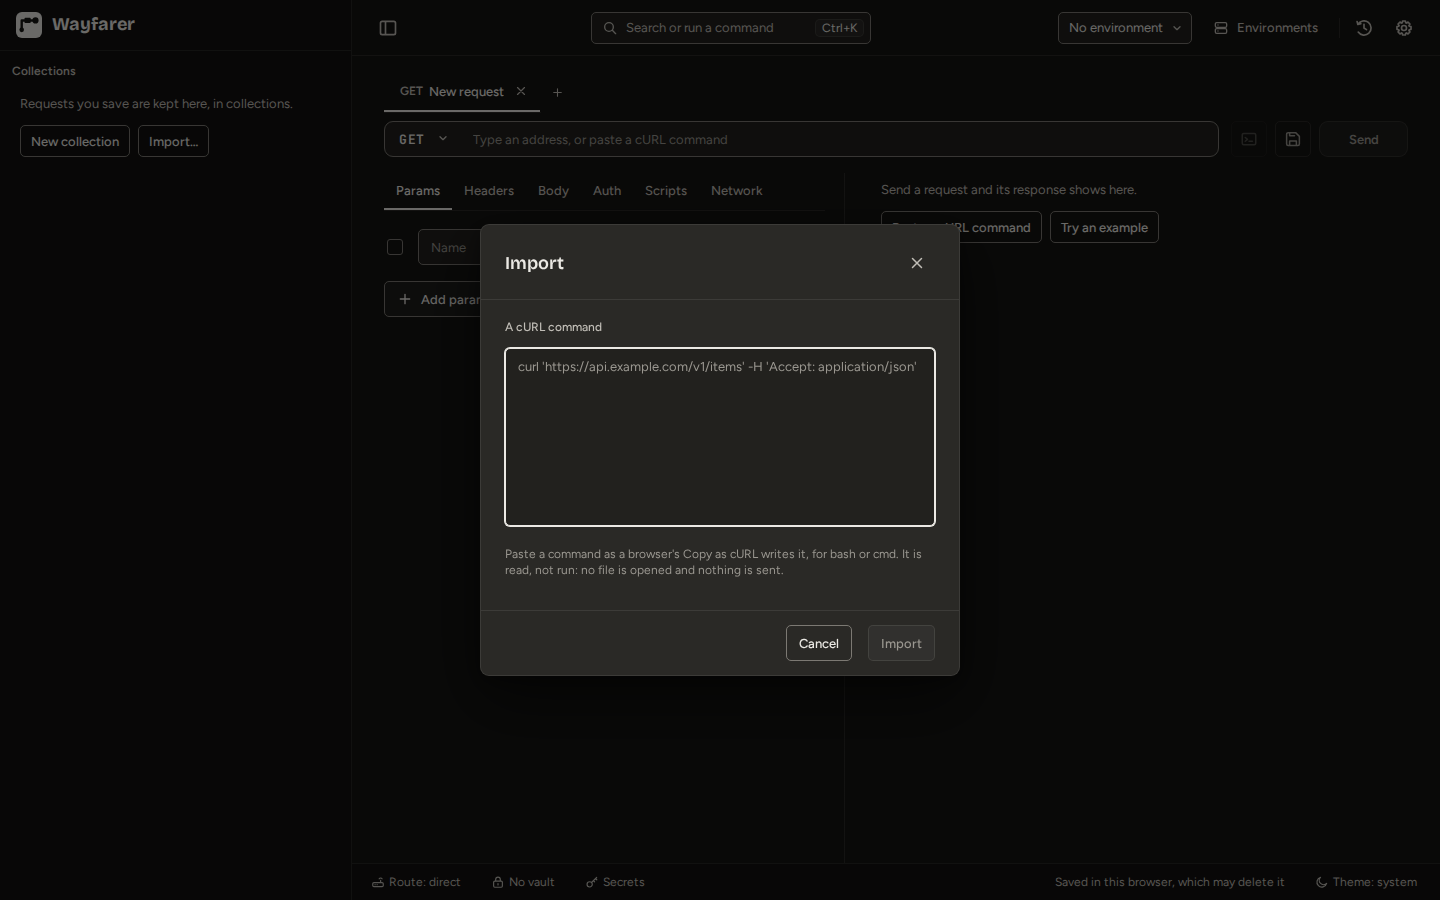 Wayfarer
Search or run a command
Ctrl+K
No environment
Environments
Collections
Requests you save are kept here, in collections.
New collection
Import...
GET New request
GET
Type an address, or paste a cURL command
Send
Params
Headers
Body
Auth
Scripts
Network
Send a request and its response shows here.
command
Try an example
Name
Add
Import
A cURL command
curl 'https://api.example.com/v1/items' -H 'Accept: application/json'
Paste a command as a browser's Copy as cURL writes it, for bash or cmd. It is
read, not run: no file is opened and nothing is sent.
Cancel
Import
Route: direct
No vault
Secrets
Saved in this browser, which may delete it
Theme: system